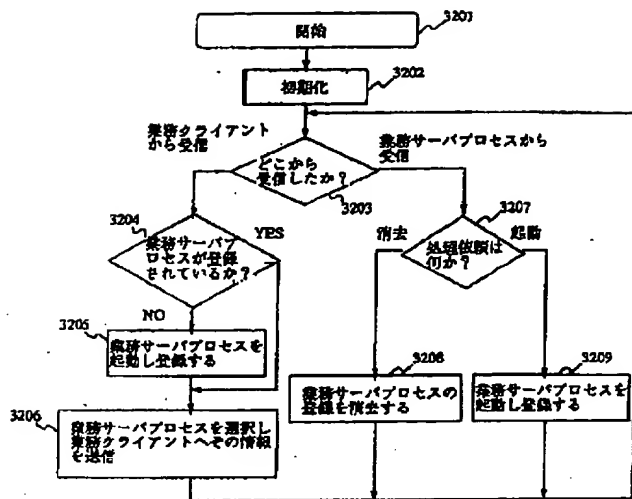 開始
3201
初期化
3202
業務クライアント
から受信
業務サーバプロセスから
受信
どこから
受信したか?
3203
3204
業務サーバプ
ロセスが登録
されているか?
YES
NO
3207
消去
処理依頼は
何か?
起動
3205
業務サーバプロセスを
起動し登録する
3206
業務サーバプロセスを選択し
業務クライアントへその情報
を送信
3208
業務サーバプロセスの
登録を消去する
3209
業務サーバプロセスを
起動し登録する